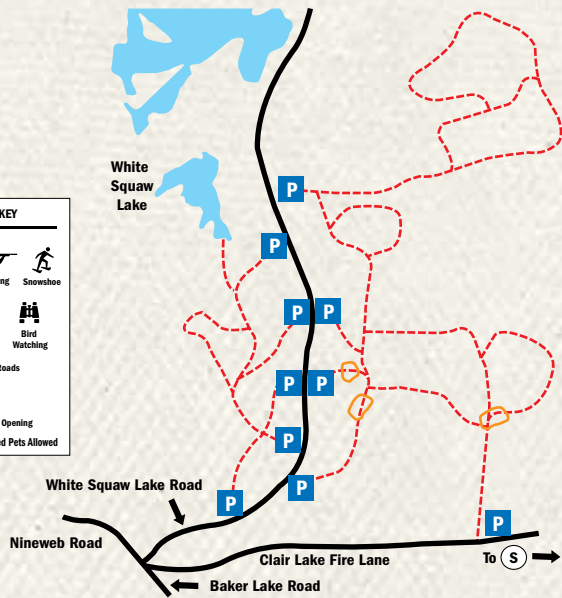 P
White
Squaw
Lake
KEY
P
Snowshoe
P P
Bird
Watching
P P
Opening
P
ed Pets Allowed
White Squaw Lake Road
P
P
P
Nineweb Road
Clair Lake Fire Lane
To S
Baker Lake Road